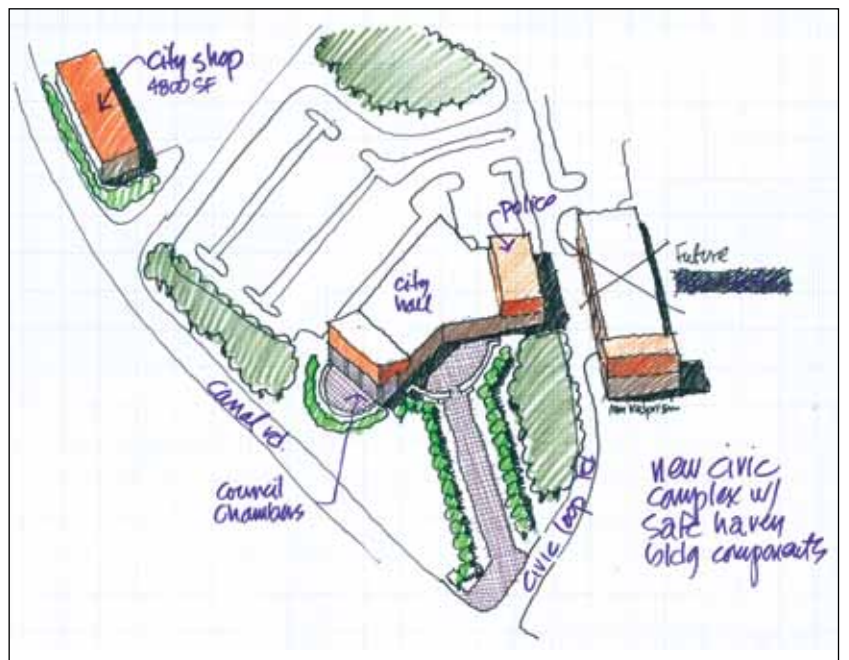 city shop
4800 SF
police
city
hall
Future
canal rd.
Council
Chambers
civic loop rd
new civic
complex w/
safe haven
bldg components